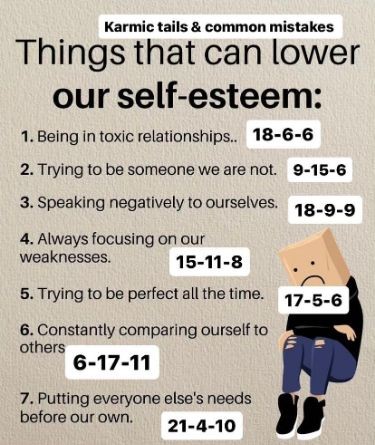 Karmic tails & common mistakes
Things that can lower
our self-esteem:
1. Being in toxic relationships.. 18-6-6
2. Trying to be someone we are not. 9-15-6
3. Speaking negatively to ourselves. 18-9-9
4. Always focusing on our
weaknesses. 15-11-8
5. Trying to be perfect all the time. 17-5-6
6. Constantly comparing ourself to
others 6-17-11
7. Putting everyone else's needs
before our own. 21-4-10